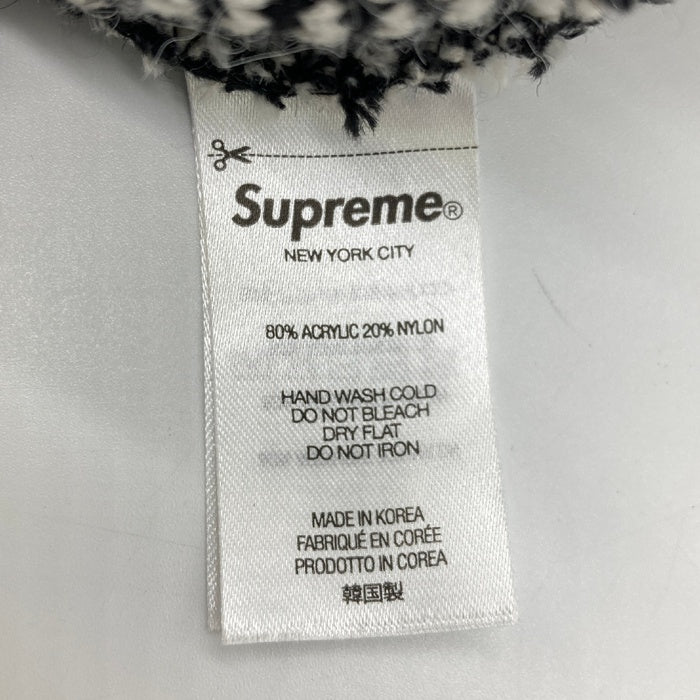 Supreme®
NEW YORK CITY
80% ACRYLIC 20% NYLON
HAND WASH COLD
DO NOT BLEACH
DRY FLAT
DO NOT IRON
MADE IN KOREA
FABRIQUÉ EN CORÉE
PRODOTTO IN COREA
韓国製